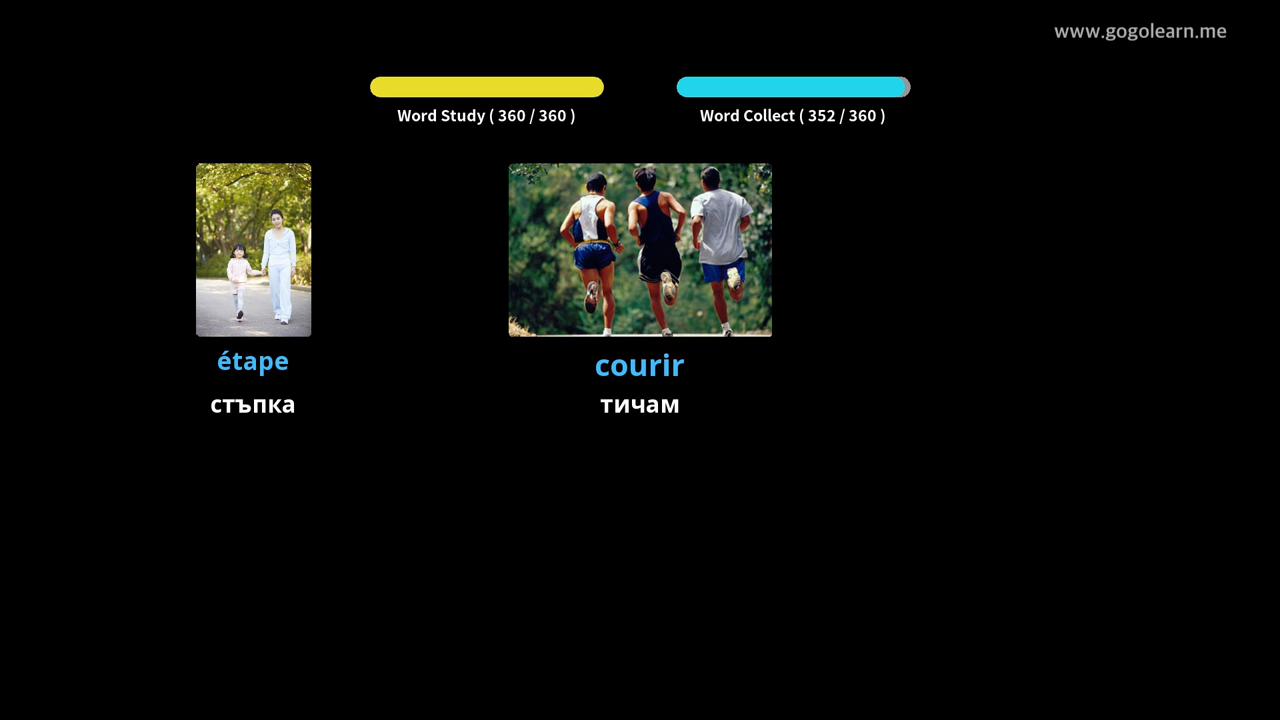 www.gogolearn.me
Word Study ( 360 / 360 )
Word Collect ( 352 / 360 )
étape
стъпка
courir
тичам